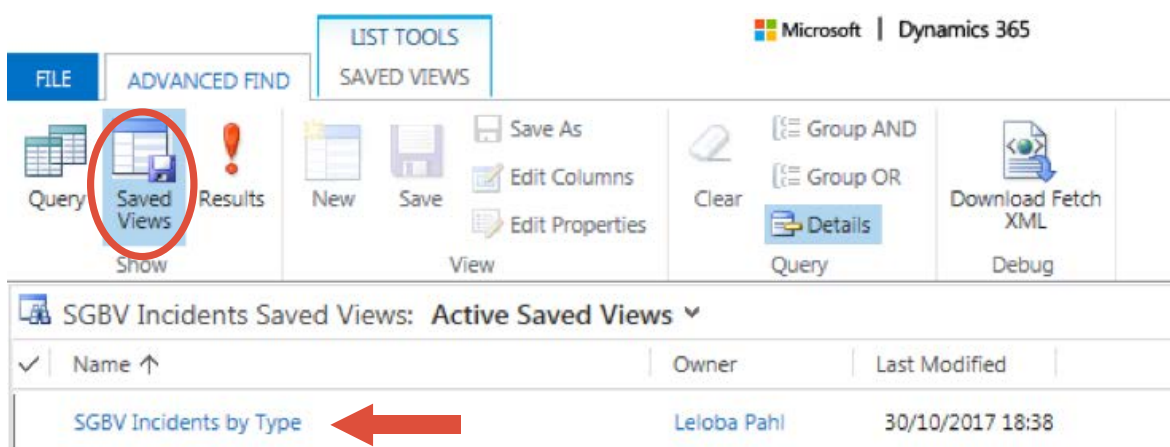 LIST TOOLS
Microsoft | Dynamics 365
FILE ADVANCED FIND SAVED VIEWS
Query Saved Views Results New Save Save As Edit Columns Edit Properties Clear Group AND Group OR Details Download Fetch XML
Show View Query Debug
SGBV Incidents Saved Views: Active Saved Views
Name Owner Last Modified
SGBV Incidents by Type Leloba Pahl 30/10/2017 18:38